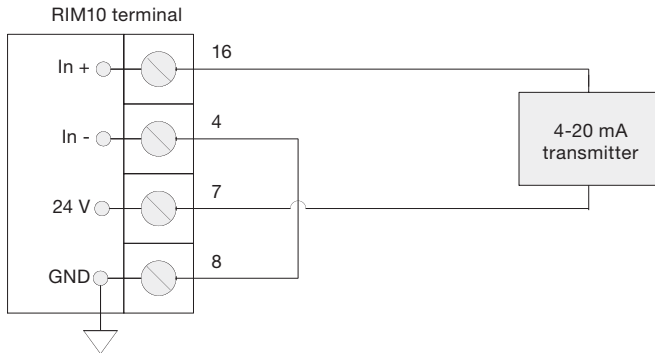 RIM10 terminal
In +
16
In -
4
4-20 mA
transmitter
24 V
7
GND
8